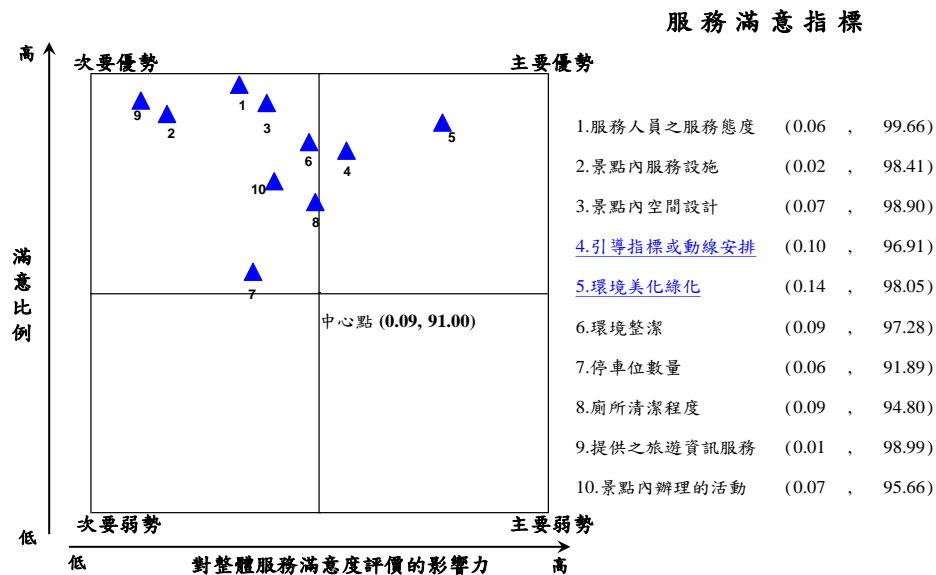 服務滿意指標
高
次要優勢
主要優勢
9
2
1
3
6
4
5
10
8
7
滿意比例
中心點 (0.09, 91.00)
次要弱勢
主要弱勢
低
低
對整體服務滿意度評價的影響力
高
1.服務人員之服務態度 (0.06 , 99.66)
2.景點內服務設施 (0.02 , 98.41)
3.景點內空間設計 (0.07 , 98.90)
4.引導指標或動線安排 (0.10 , 96.91)
5.環境美化綠化 (0.14 , 98.05)
6.環境整潔 (0.09 , 97.28)
7.停車位數量 (0.06 , 91.89)
8.廁所清潔程度 (0.09 , 94.80)
9.提供之旅遊資訊服務 (0.01 , 98.99)
10.景點內辦理的活動 (0.07 , 95.66)